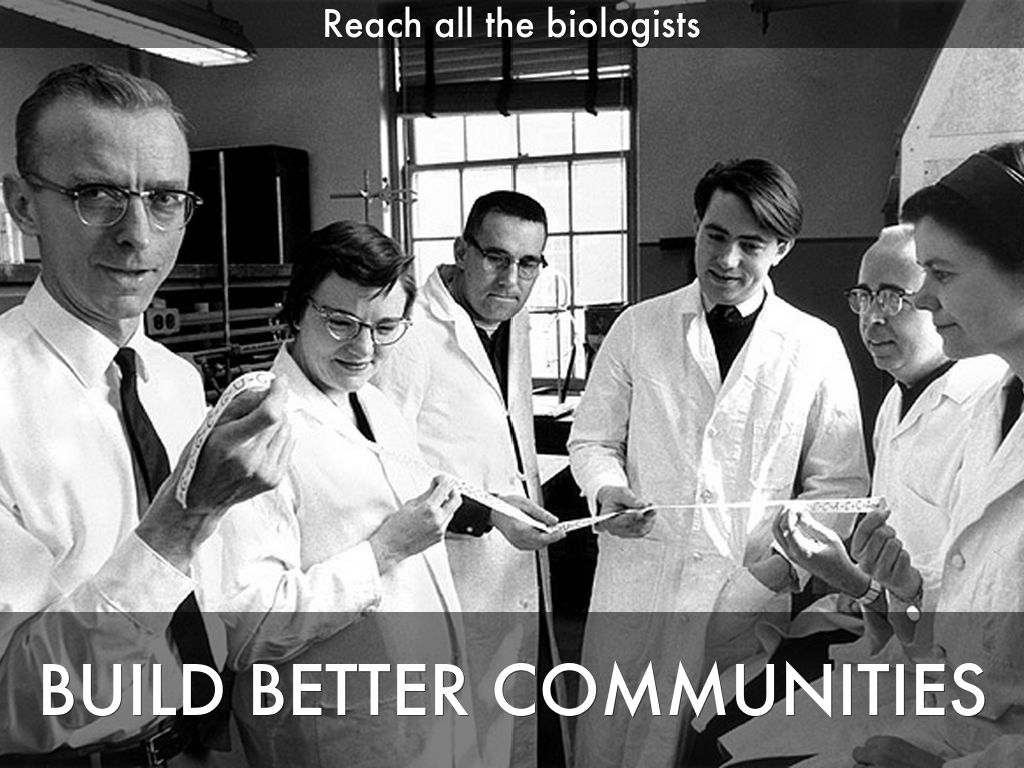 Reach all the biologists
BUILD BETTER COMMUNITIES